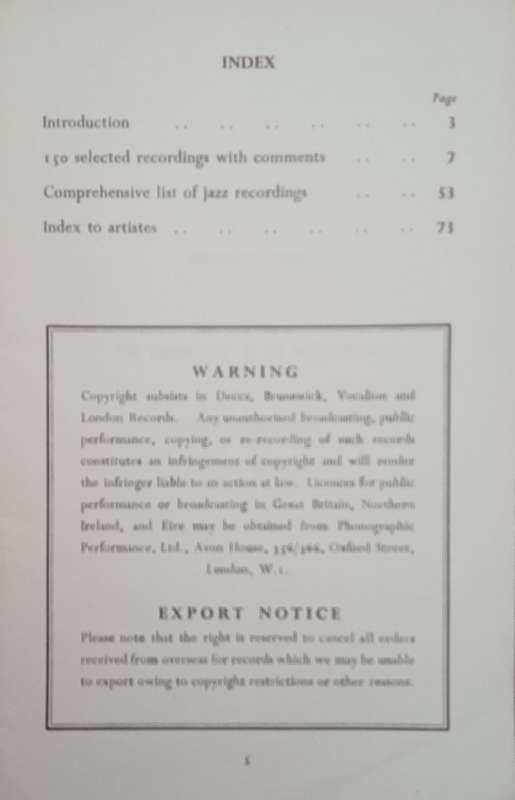 INDEX
Page
Introduction .. .. .. .. .. .. 3
150 selected recordings with comments .. .. 7
Comprehensive list of jazz recordings .. .. 53
Index to artistes .. .. .. .. .. .. 73
WARNING
Copyright subsists in Decca, Brunswick, Vocalion and
London Records. Any unauthorised broadcasting, public
performance, copying, or re-recording of such records
constitutes an infringement of copyright and will render
the infringer liable to an action at law. Licences for public
performance or broadcasting in Great Britain, Northern
Ireland, and Eire may be obtained from Phonographic
Performance, Ltd., Avon House, 356/366, Oxford Street,
London, W.1.
EXPORT NOTICE
Please note that the right is reserved to cancel all orders
received from overseas for records which we may be unable
to export owing to copyright restrictions or other reasons.